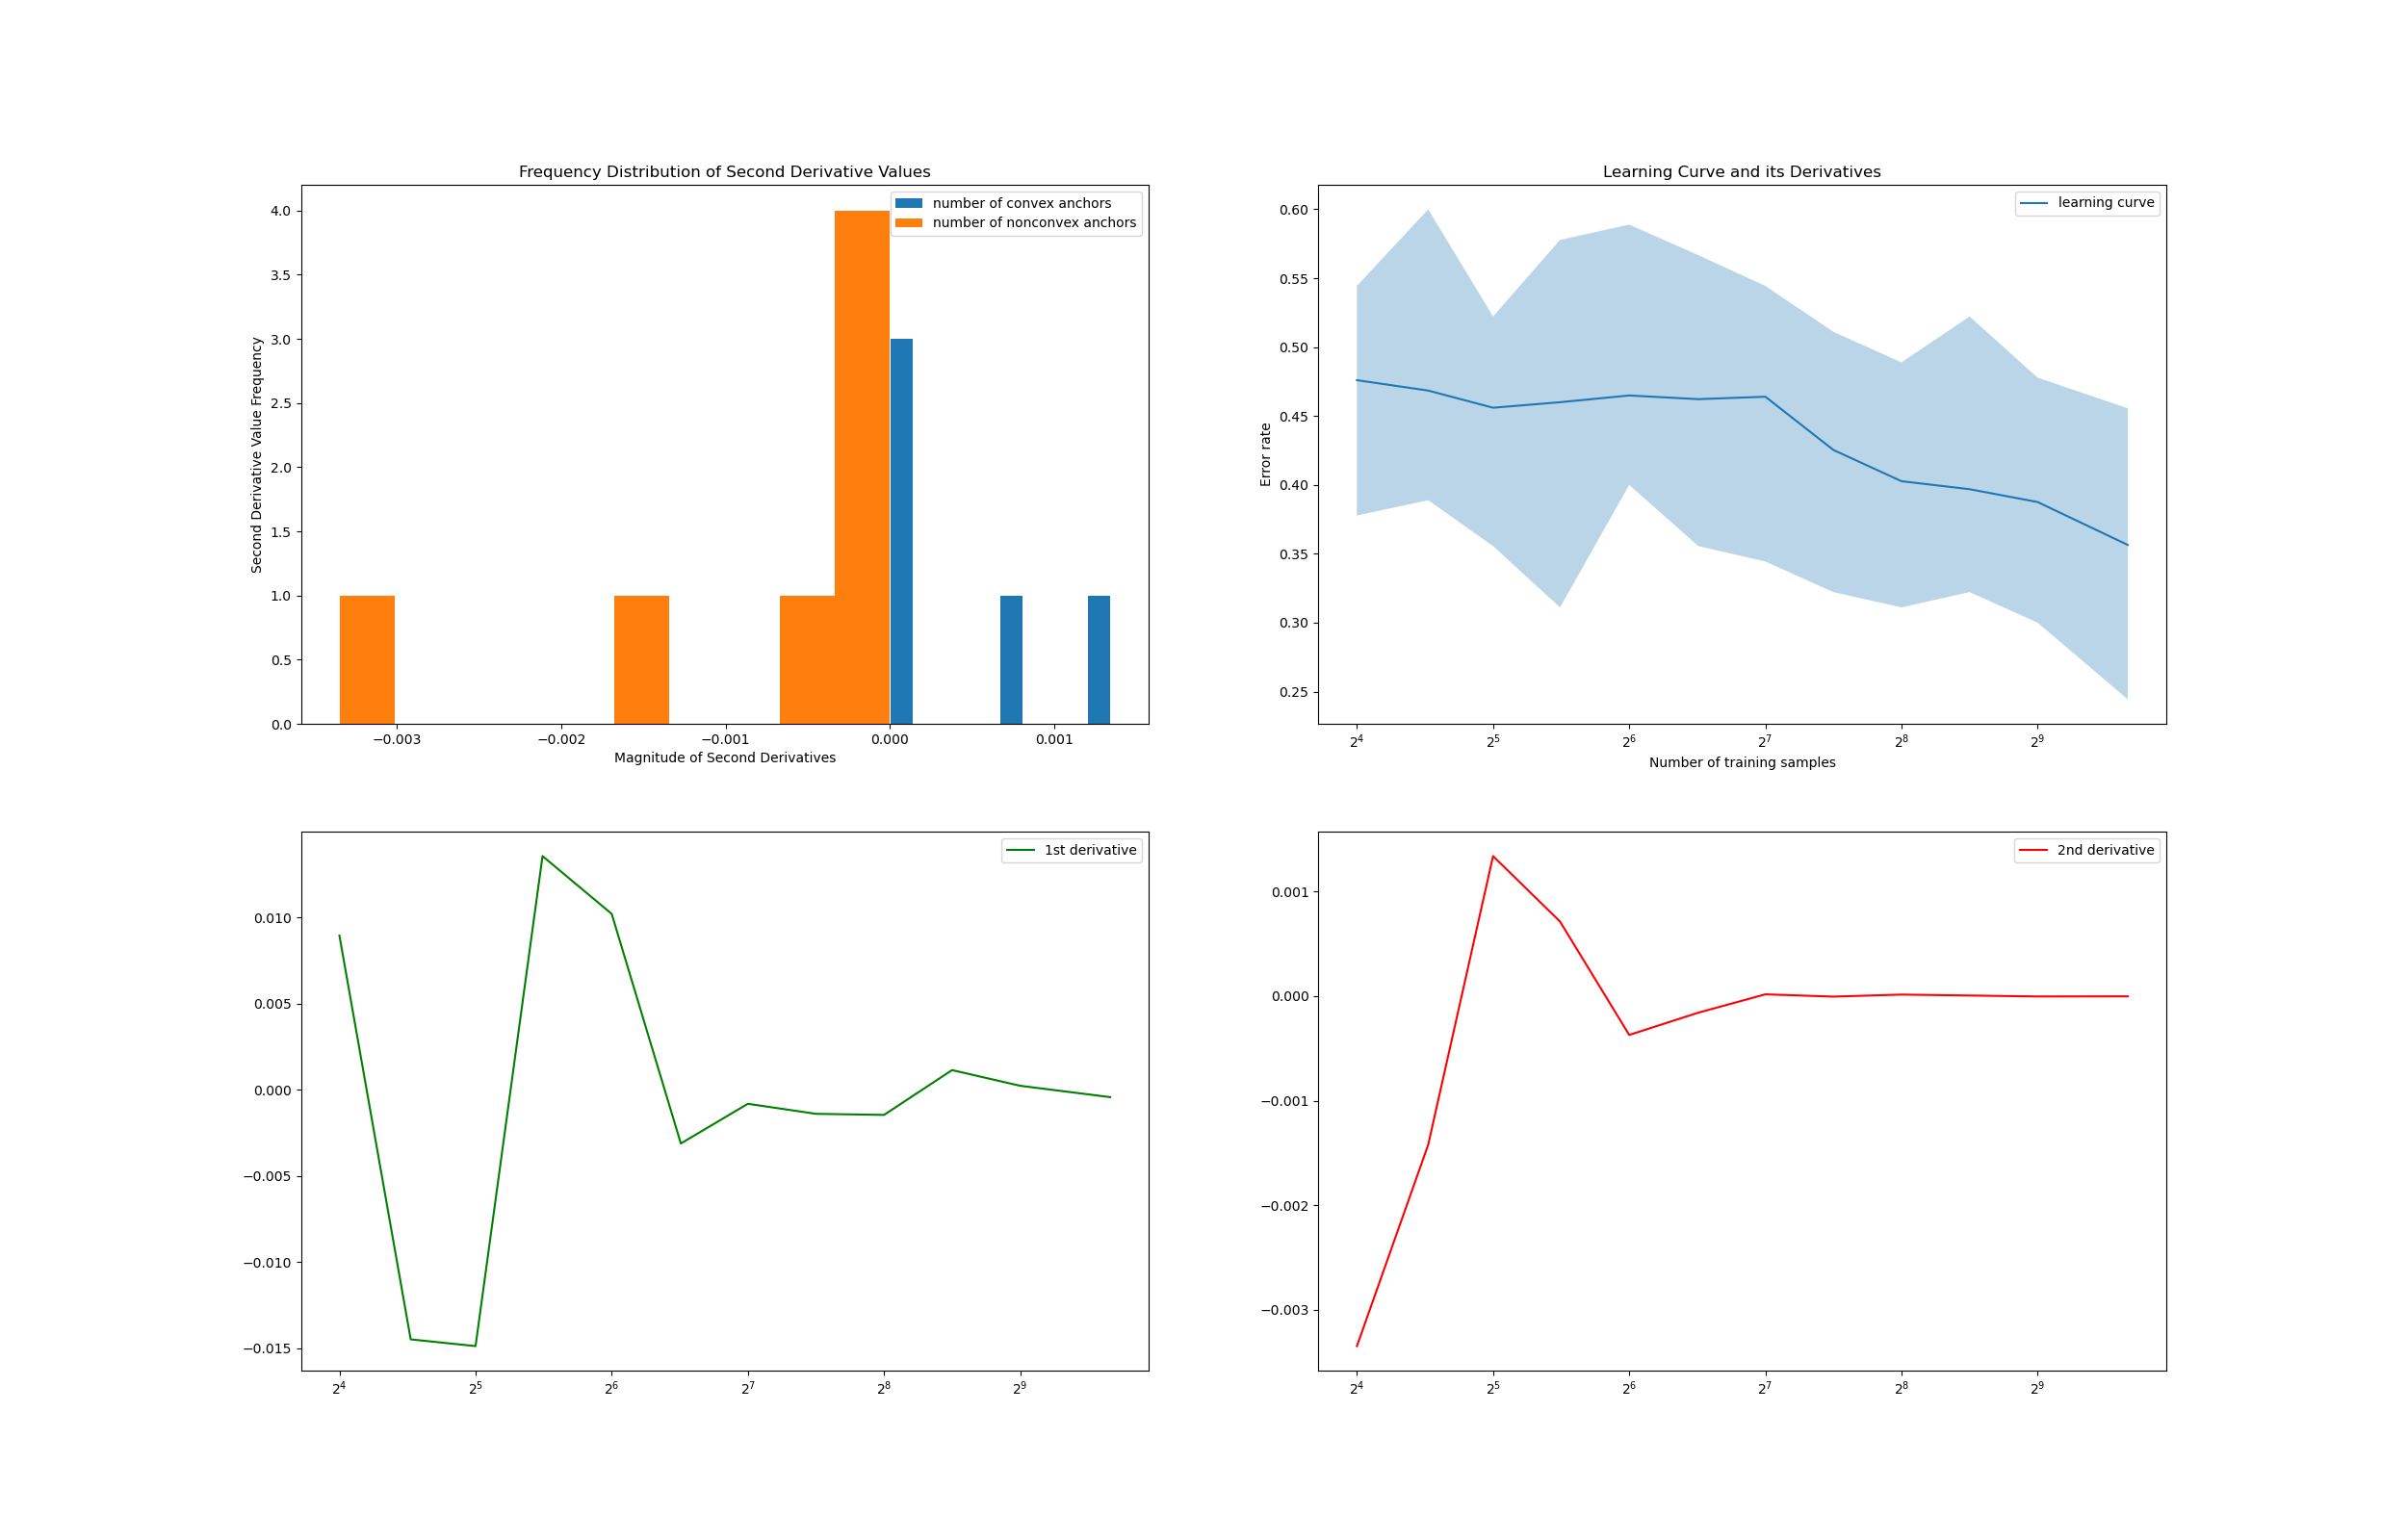 Frequency Distribution of Second Derivative Values
number of convex anchors
number of nonconvex anchors
Second Derivative Value Frequency
4.0
3.5
3.0
2.5
2.0
1.5
1.0
0.5
0.0
−0.003 −0.002 −0.001 0.000 0.001
Magnitude of Second Derivatives
Learning Curve and its Derivatives
learning curve
Error rate
0.60
0.55
0.50
0.45
0.40
0.35
0.30
0.25
2⁴ 2⁵ 2⁶ 2⁷ 2⁸ 2⁹
Number of training samples
1st derivative
0.010
0.005
0.000
−0.005
−0.010
−0.015
2⁴ 2⁵ 2⁶ 2⁷ 2⁸ 2⁹
2nd derivative
0.001
0.000
−0.001
−0.002
−0.003
2⁴ 2⁵ 2⁶ 2⁷ 2⁸ 2⁹